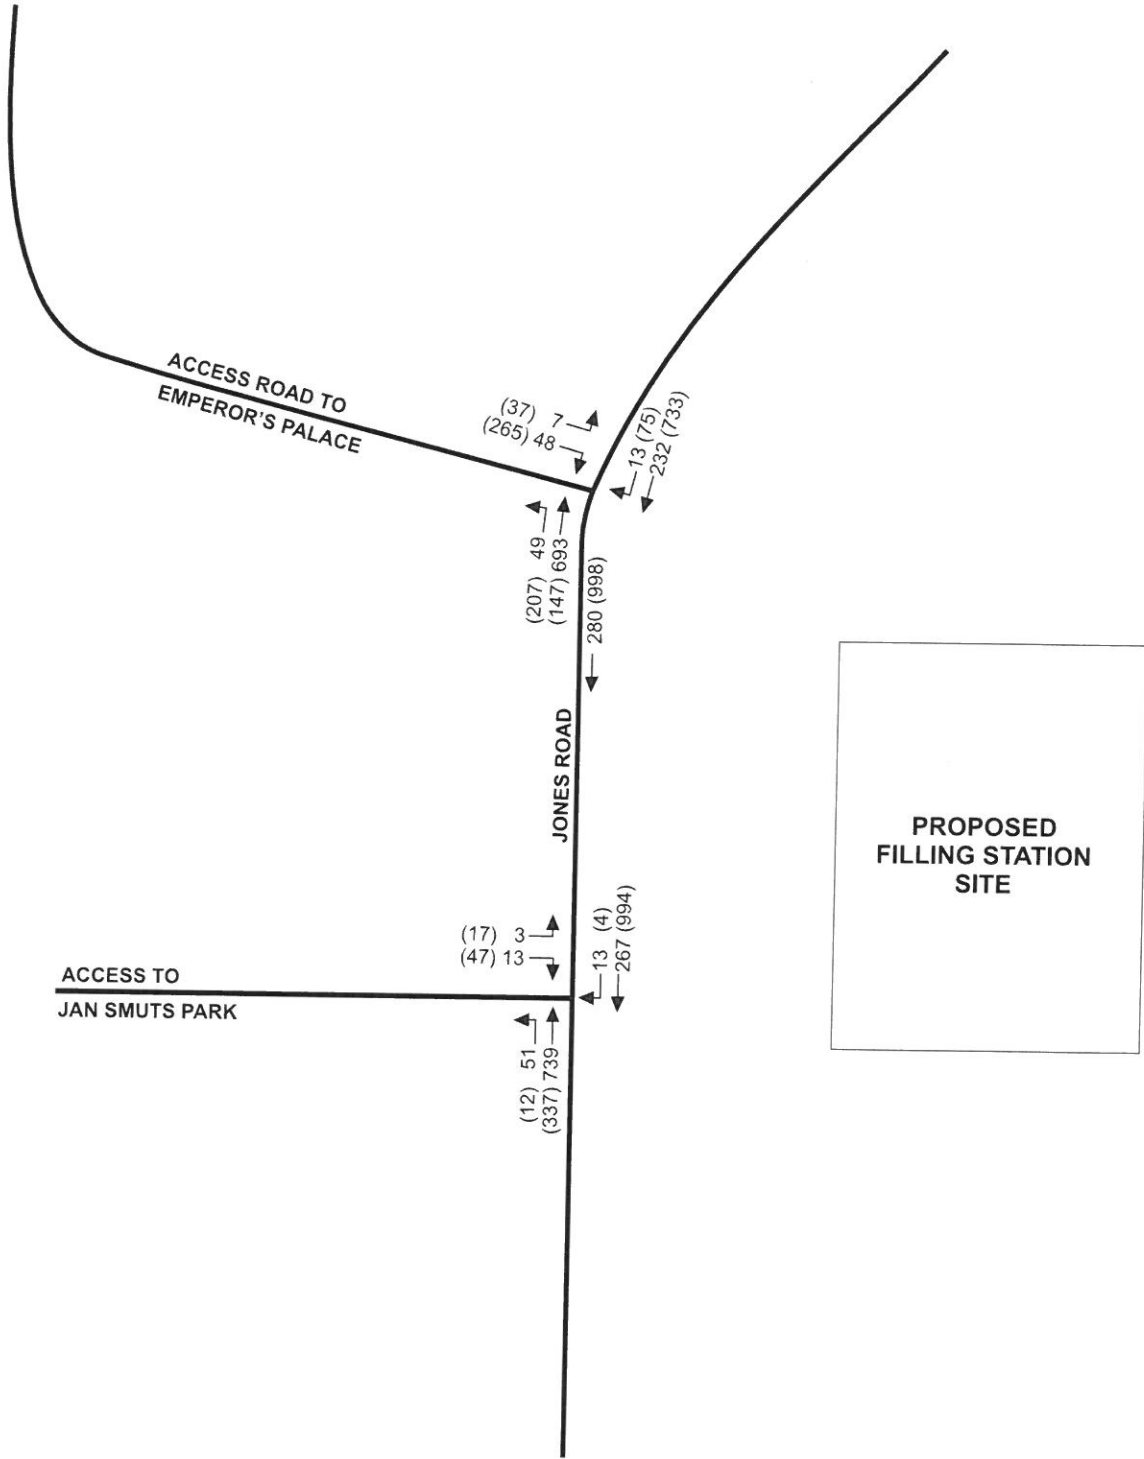 ACCESS ROAD TO
EMPEROR'S PALACE
(37) 7
(265) 48
13 (75)
232 (733)
(207) 49
(147) 693
280 (998)
JONES ROAD
PROPOSED
FILLING STATION
SITE
(17) 3
(47) 13
13 (4)
267 (994)
ACCESS TO
JAN SMUTS PARK
(12) 51
(337) 739